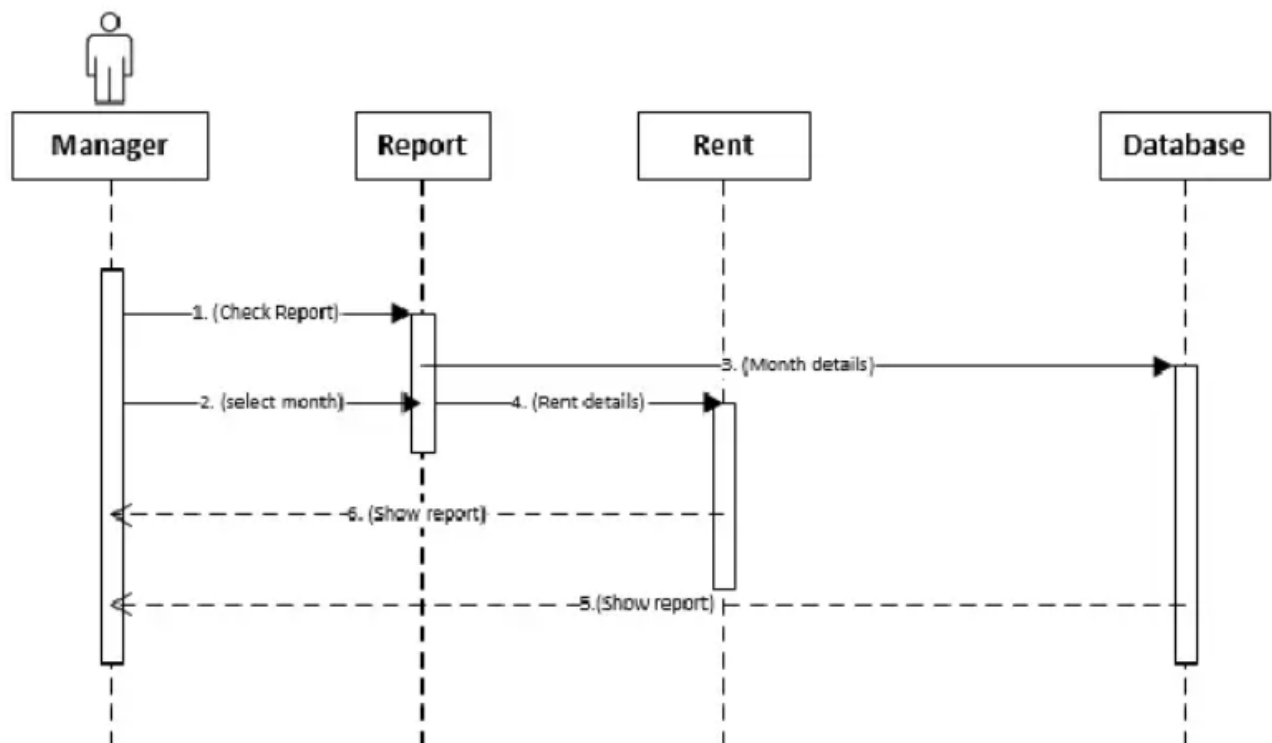 Manager
Report
Rent
Database
1. (Check Report)
3. (Month details)
2. (select month)
4. (Rent details)
6. (Show report)
5.(Show report)